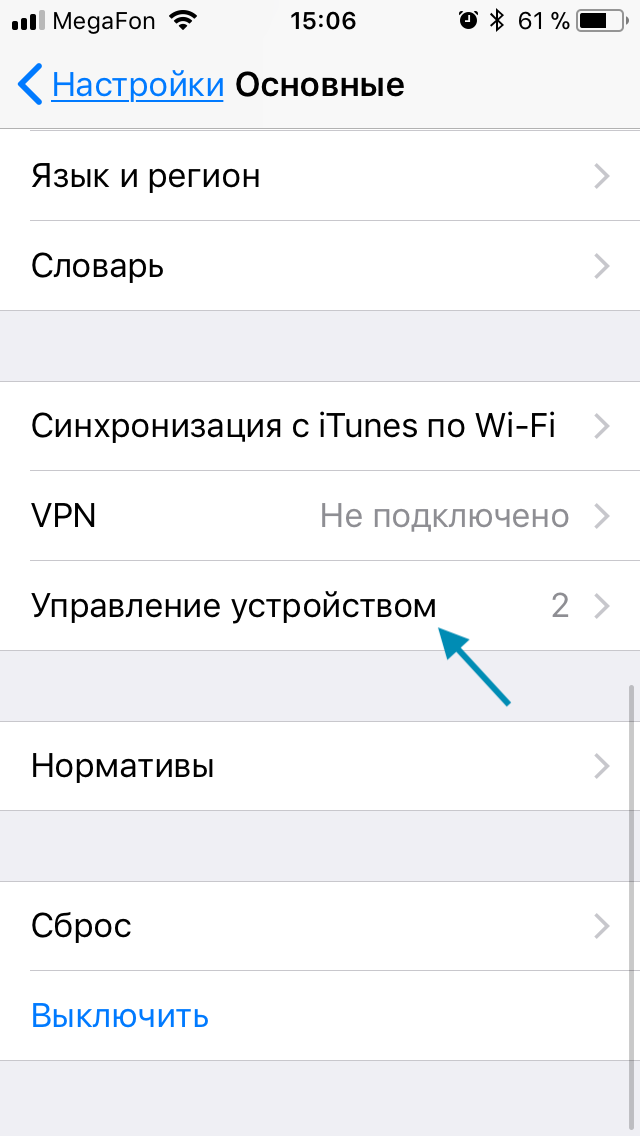 MegaFon 15:06 61 %
Настройки Основные
Язык и регион
Словарь
Синхронизация с iTunes по Wi-Fi
VPN Не подключено
Управление устройством 2
Нормативы
Сброс
Выключить